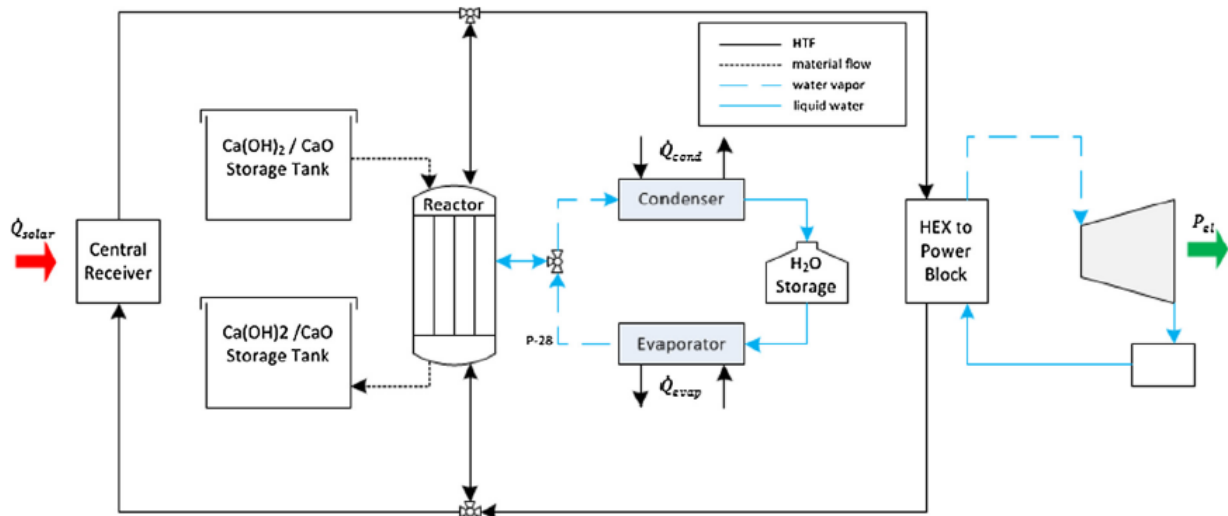 HTF
material flow
water vapor
liquid water
Ca(OH)₂ / CaO
Storage Tank
Q̇cond
Reactor
Condenser
Q̇solar
Central
Receiver
HEX to
Power
Block
Pel
H₂O
Storage
Ca(OH)2 /CaO
Storage Tank
P-28
Evaporator
Q̇evap